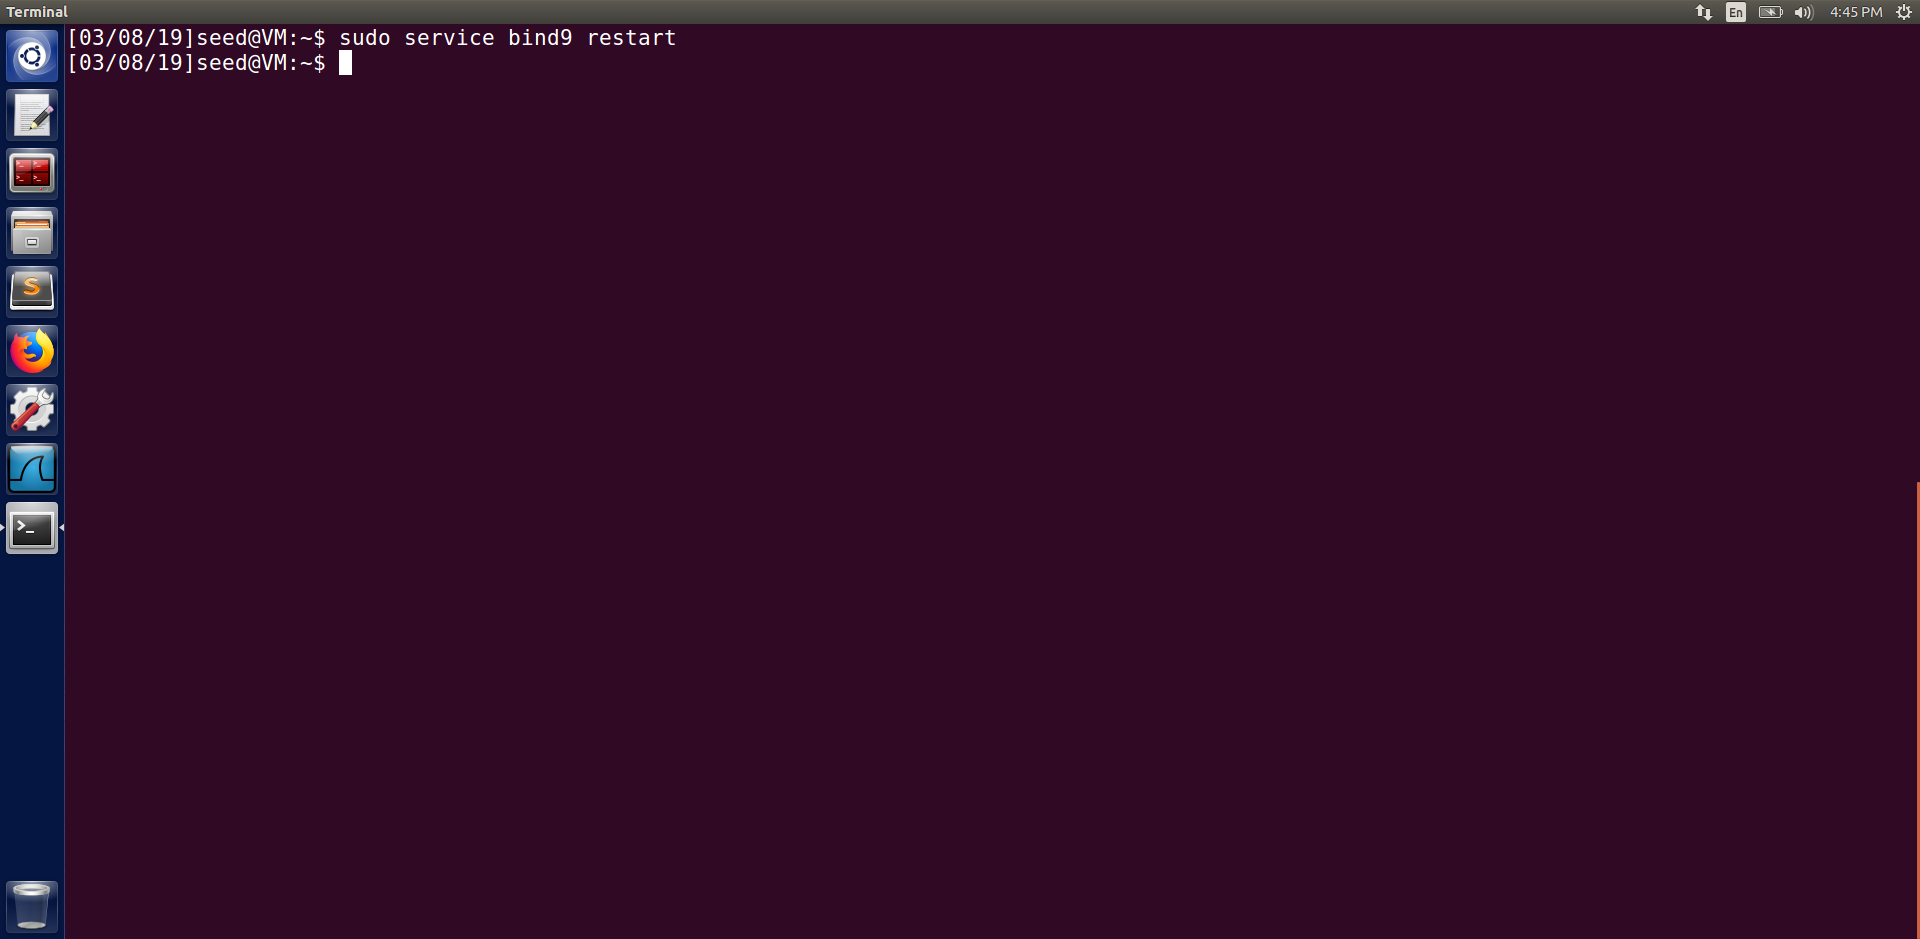 Terminal
En
4:45 PM
[03/08/19]seed@VM:~$ sudo service bind9 restart
[03/08/19]seed@VM:~$
S
>_